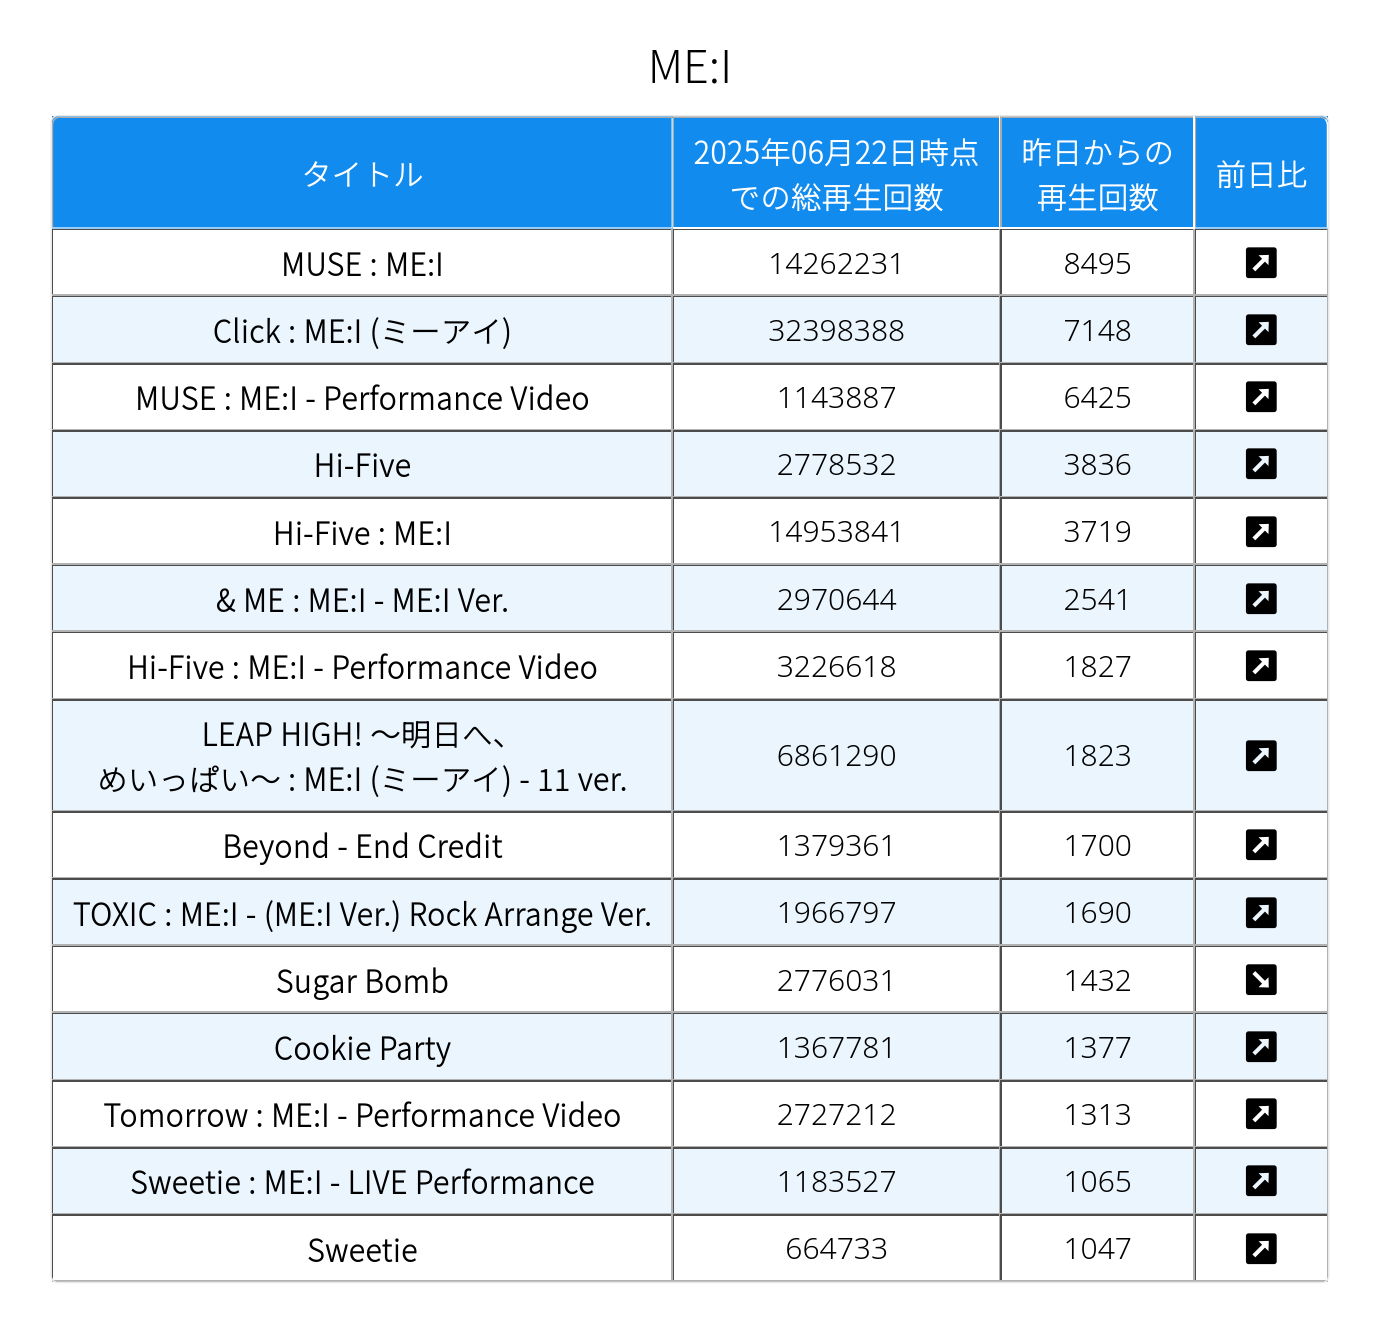 ME:I
タイトル
2025年06月22日時点
での総再生回数
昨日からの
再生回数
前日比
MUSE : ME:I 14262231 8495 ↗
Click : ME:I (ミーアイ) 32398388 7148 ↗
MUSE : ME:I - Performance Video 1143887 6425 ↗
Hi-Five 2778532 3836 ↗
Hi-Five : ME:I 14953841 3719 ↗
& ME : ME:I - ME:I Ver. 2970644 2541 ↗
Hi-Five : ME:I - Performance Video 3226618 1827 ↗
LEAP HIGH! 〜明日へ、
めいっぱい〜 : ME:I (ミーアイ) - 11 ver. 6861290 1823 ↗
Beyond - End Credit 1379361 1700 ↗
TOXIC : ME:I - (ME:I Ver.) Rock Arrange Ver. 1966797 1690 ↗
Sugar Bomb 2776031 1432 ↘
Cookie Party 1367781 1377 ↗
Tomorrow : ME:I - Performance Video 2727212 1313 ↗
Sweetie : ME:I - LIVE Performance 1183527 1065 ↗
Sweetie 664733 1047 ↗